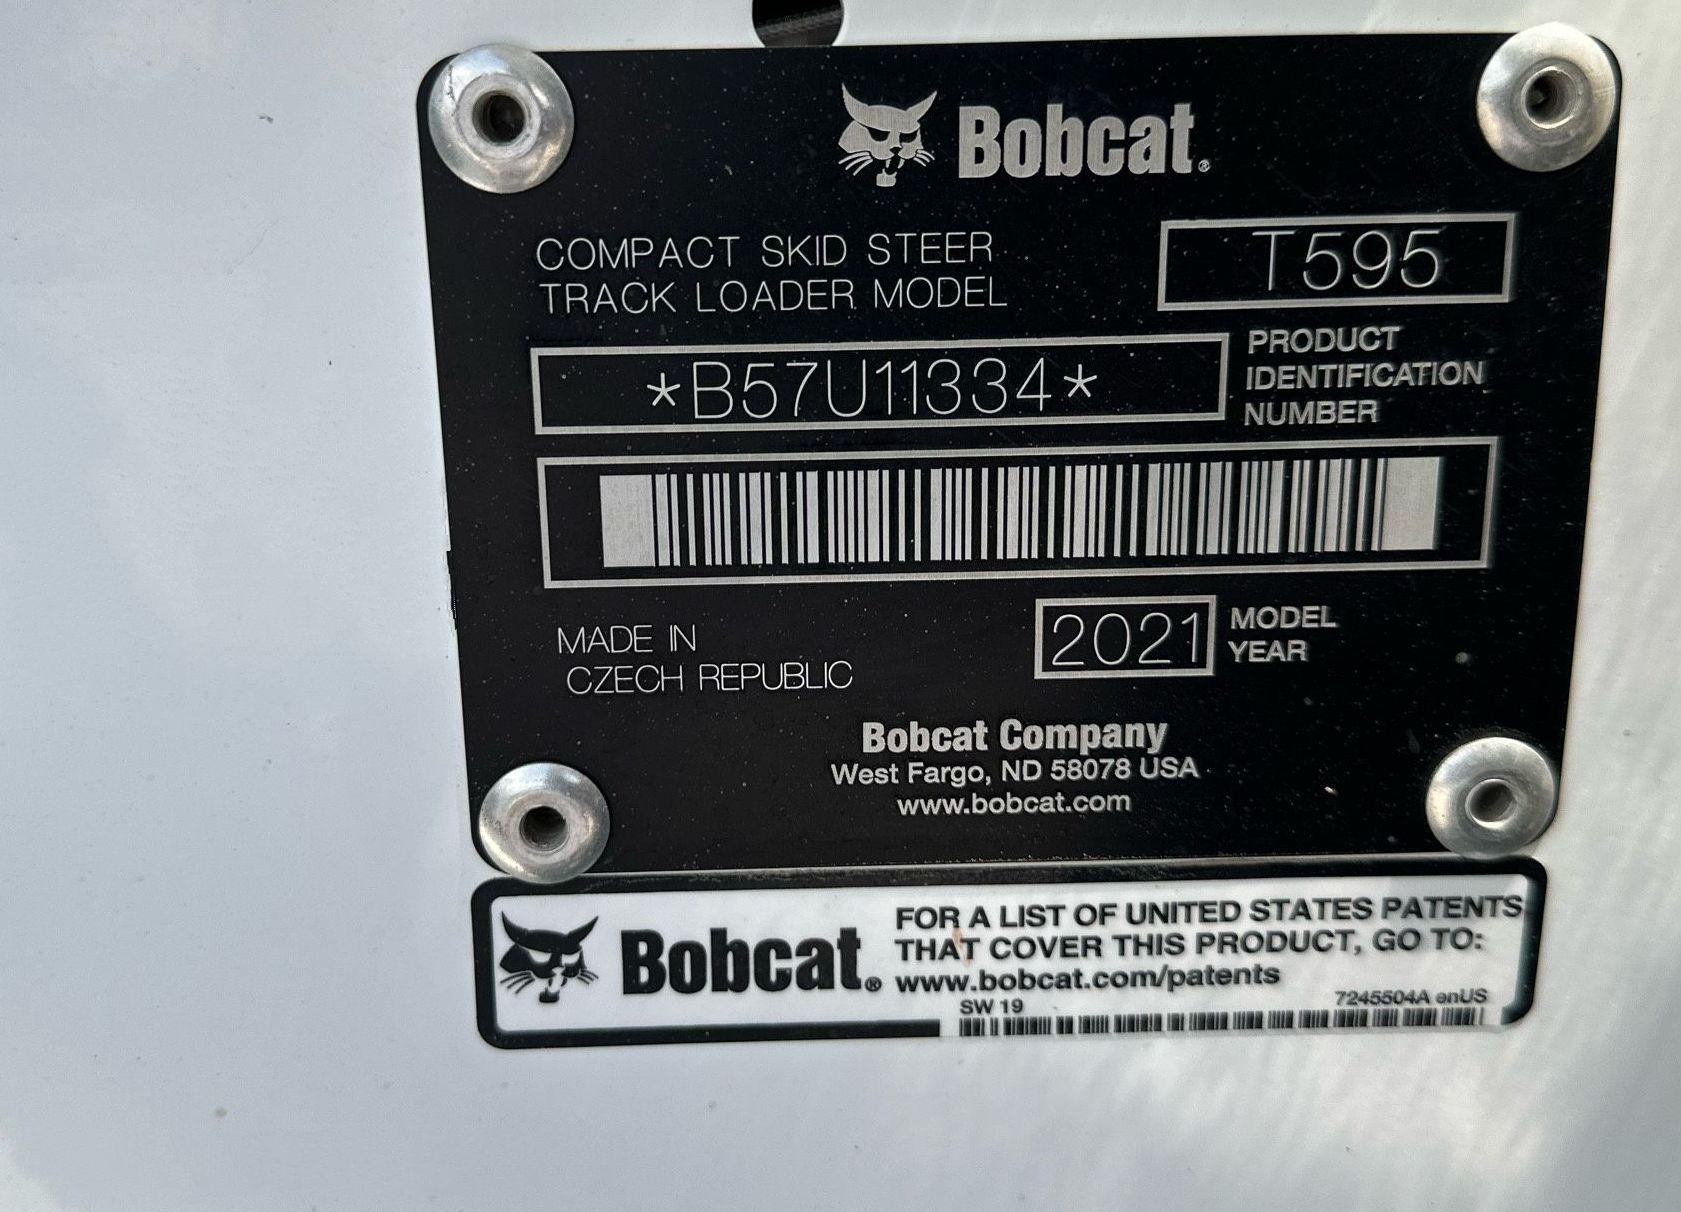 Bobcat®
COMPACT SKID STEER
TRACK LOADER MODEL
T595
*B57U11334*
PRODUCT
IDENTIFICATION
NUMBER
MADE IN
CZECH REPUBLIC
2021
MODEL
YEAR
Bobcat Company
West Fargo, ND 58078 USA
www.bobcat.com
Bobcat®
FOR A LIST OF UNITED STATES PATENTS
THAT COVER THIS PRODUCT, GO TO:
www.bobcat.com/patents
SW 19
7245504A enUS